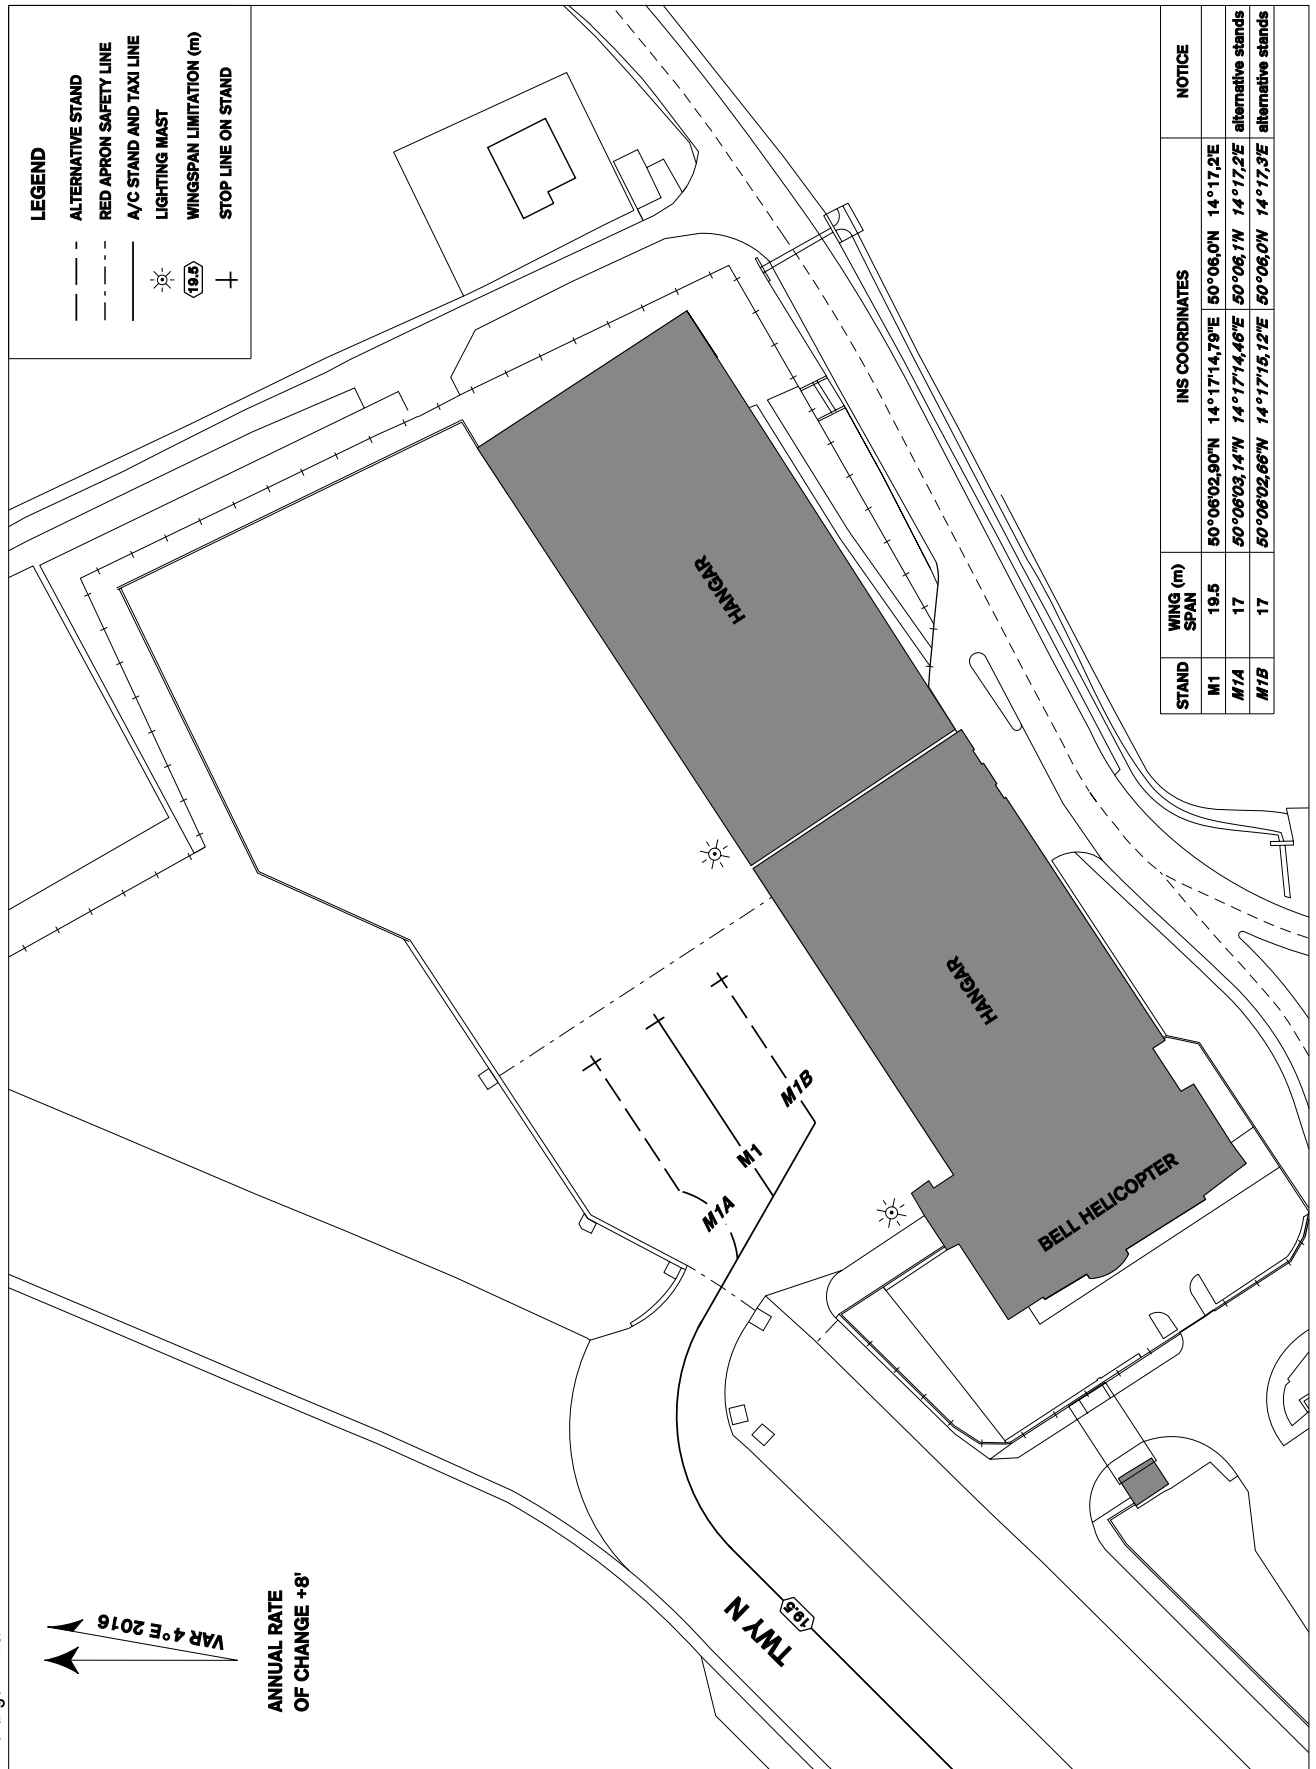 LEGEND
ALTERNATIVE STAND
RED APRON SAFETY LINE
A/C STAND AND TAXI LINE
LIGHTING MAST
19.5 WINGSPAN LIMITATION (m)
STOP LINE ON STAND
VAR 4°E 2016
ANNUAL RATE
OF CHANGE +8'
HANGAR
HANGAR
BELL HELICOPTER
M1A
M1
M1B
TWY N
19.5
STAND WING (m) SPAN INS COORDINATES NOTICE
M1 19.5 50°06'02,90"N 14°17'14,79"E 50°06,0'N 14°17,2'E
M1A 17 50°06'03,14"N 14°17'14,46"E 50°06,1'N 14°17,2'E alternative stands
M1B 17 50°06'02,66"N 14°17'15,12"E 50°06,0'N 14°17,3'E alternative stands